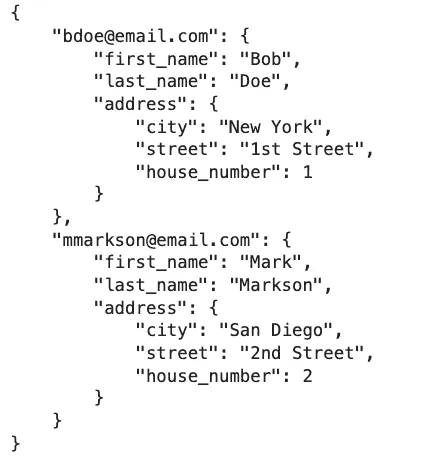 {
    "bdoe@email.com": {
        "first_name": "Bob",
        "last_name": "Doe",
        "address": {
            "city": "New York",
            "street": "1st Street",
            "house_number": 1
        }
    },
    "mmarkson@email.com": {
        "first_name": "Mark",
        "last_name": "Markson",
        "address": {
            "city": "San Diego",
            "street": "2nd Street",
            "house_number": 2
        }
    }
}